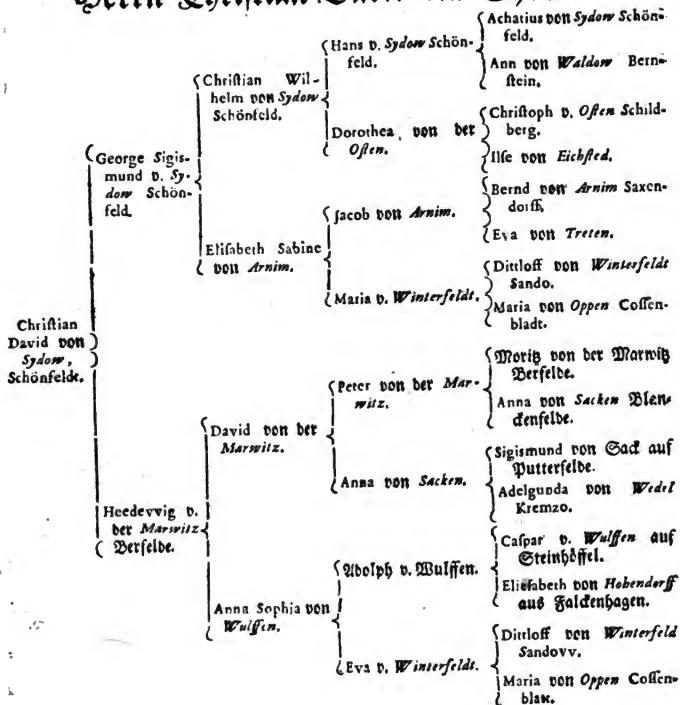 Herrn Christian David von
Christian
David von
Sydow,
Schönfeldt.
George Sigis-
mund v. Sy-
dow Schön-
feld.
Heedevvig v.
der Marwitz
Berfelde.
Christian Wil-
helm von Sydow
Schönfeld.
Elisabeth Sabine
von Arnim.
David von der
Marwitz.
Anna Sophia von
Wulffen.
Hans v. Sydow Schön-
feld.
Dorothea von der
Osten.
Jacob von Arnim.
Maria v. Winterfeldt.
Peter von der Mar-
witz.
Anna von Sacken.
Adolph v. Wulffen.
Eva v. Winterfeldt.
Achatius von Sydow Schön-
feld.
Ann von Waldow Bern-
stein.
Christoph v. Osten Schild-
berg.
Ilse von Eichsted.
Bernd von Arnim Saxen-
dorff.
Eva von Treten.
Dittloff von Winterfeldt
Sando.
Maria von Oppen Cossen-
bladt.
Moritz von der Marwitz
Berfelde.
Anna von Sacken Blan-
ckenfelde.
Sigismund von Sack auf
Putterfelde.
Adelgunda von Wedel
Kremzo.
Caspar v. Wulffen auf
Steinhöffel.
Eliesabeth von Hohendorff
aus Falckenhagen.
Dittloff von Winterfeld
Sandovv.
Maria von Oppen Cossen-